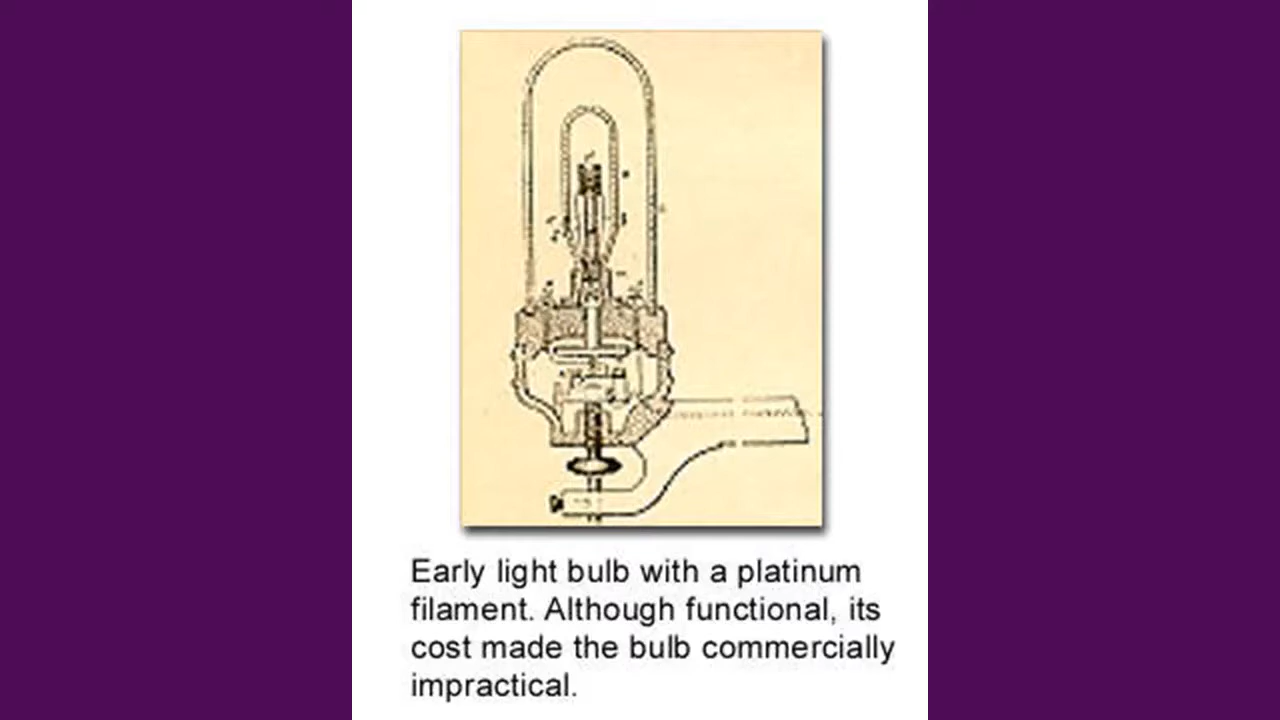 Early light bulb with a platinum
filament. Although functional, its
cost made the bulb commercially
impractical.